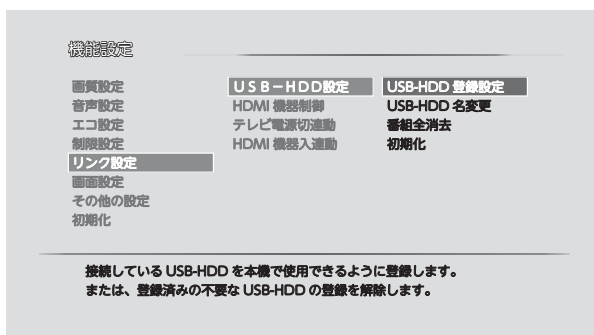 機能設定
画質設定
音声設定
エコ設定
制限設定
リンク設定
画面設定
その他の設定
初期化
USB-HDD設定
HDMI 機器制御
テレビ電源切連動
HDMI 機器入連動
USB-HDD 登録設定
USB-HDD 名変更
番組全消去
初期化
接続している USB-HDD を本機で使用できるように登録します。
または、登録済みの不要な USB-HDD の登録を解除します。